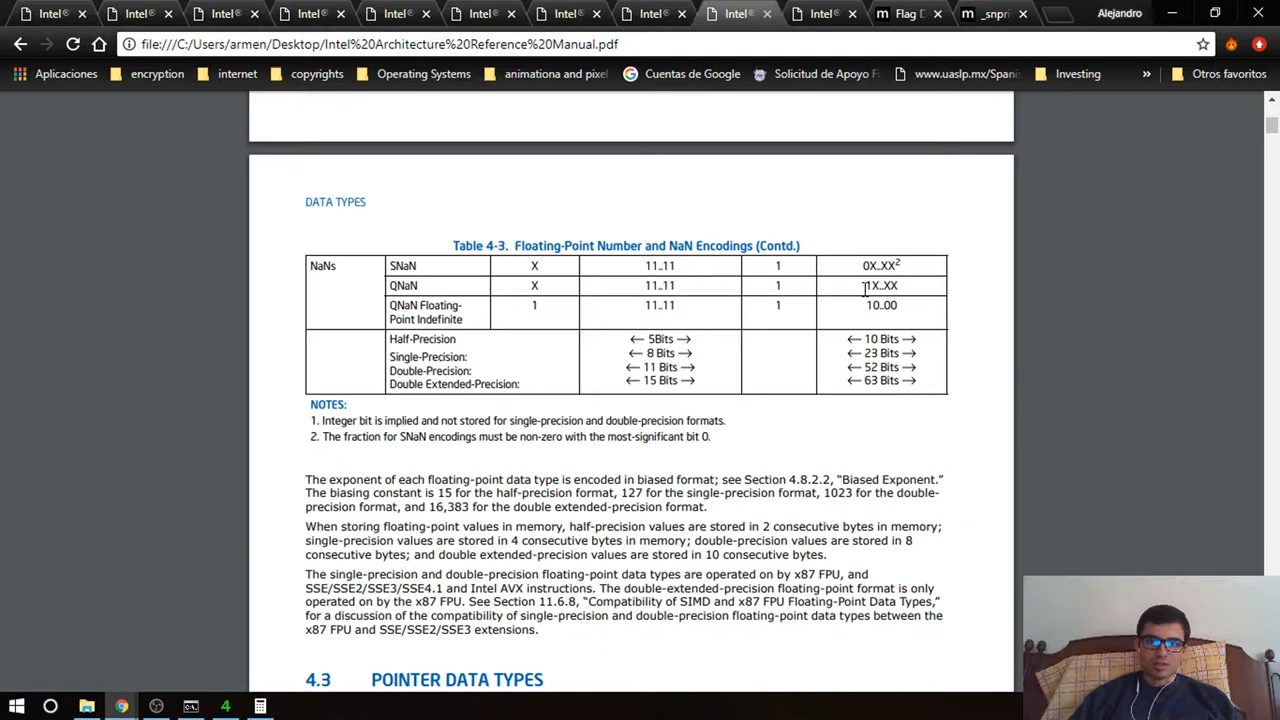 Intel® Intel® Intel® Intel® Intel® Intel® Intel® Intel® Intel® Intel® Flag D _snpri Alejandro
file:///C:/Users/armen/Desktop/Intel%20Architecture%20Reference%20Manual.pdf
Aplicaciones encryption internet copyrights Operating Systems animationa and pixel Cuentas de Google Solicitud de Apoyo Fi www.uaslp.mx/Spanis Investing » Otros favoritos
DATA TYPES
Table 4-3. Floating-Point Number and NaN Encodings (Contd.)
NaNs SNaN X 11..11 1 0X..XX2
QNaN X 11..11 1 1X..XX
QNaN Floating- 1 11..11 1 10..00
Point Indefinite
Half-Precision ← 5Bits → ← 10 Bits →
Single-Precision: ← 8 Bits → ← 23 Bits →
Double-Precision: ← 11 Bits → ← 52 Bits →
Double Extended-Precision: ← 15 Bits → ← 63 Bits →
NOTES:
1. Integer bit is implied and not stored for single-precision and double-precision formats.
2. The fraction for SNaN encodings must be non-zero with the most-significant bit 0.
The exponent of each floating-point data type is encoded in biased format; see Section 4.8.2.2, “Biased Exponent.”
The biasing constant is 15 for the half-precision format, 127 for the single-precision format, 1023 for the double-
precision format, and 16,383 for the double extended-precision format.
When storing floating-point values in memory, half-precision values are stored in 2 consecutive bytes in memory;
single-precision values are stored in 4 consecutive bytes in memory; double-precision values are stored in 8
consecutive bytes; and double extended-precision values are stored in 10 consecutive bytes.
The single-precision and double-precision floating-point data types are operated on by x87 FPU, and
SSE/SSE2/SSE3/SSE4.1 and Intel AVX instructions. The double-extended-precision floating-point format is only
operated on by the x87 FPU. See Section 11.6.8, “Compatibility of SIMD and x87 FPU Floating-Point Data Types,”
for a discussion of the compatibility of single-precision and double-precision floating-point data types between the
x87 FPU and SSE/SSE2/SSE3 extensions.
4.3 POINTER DATA TYPES